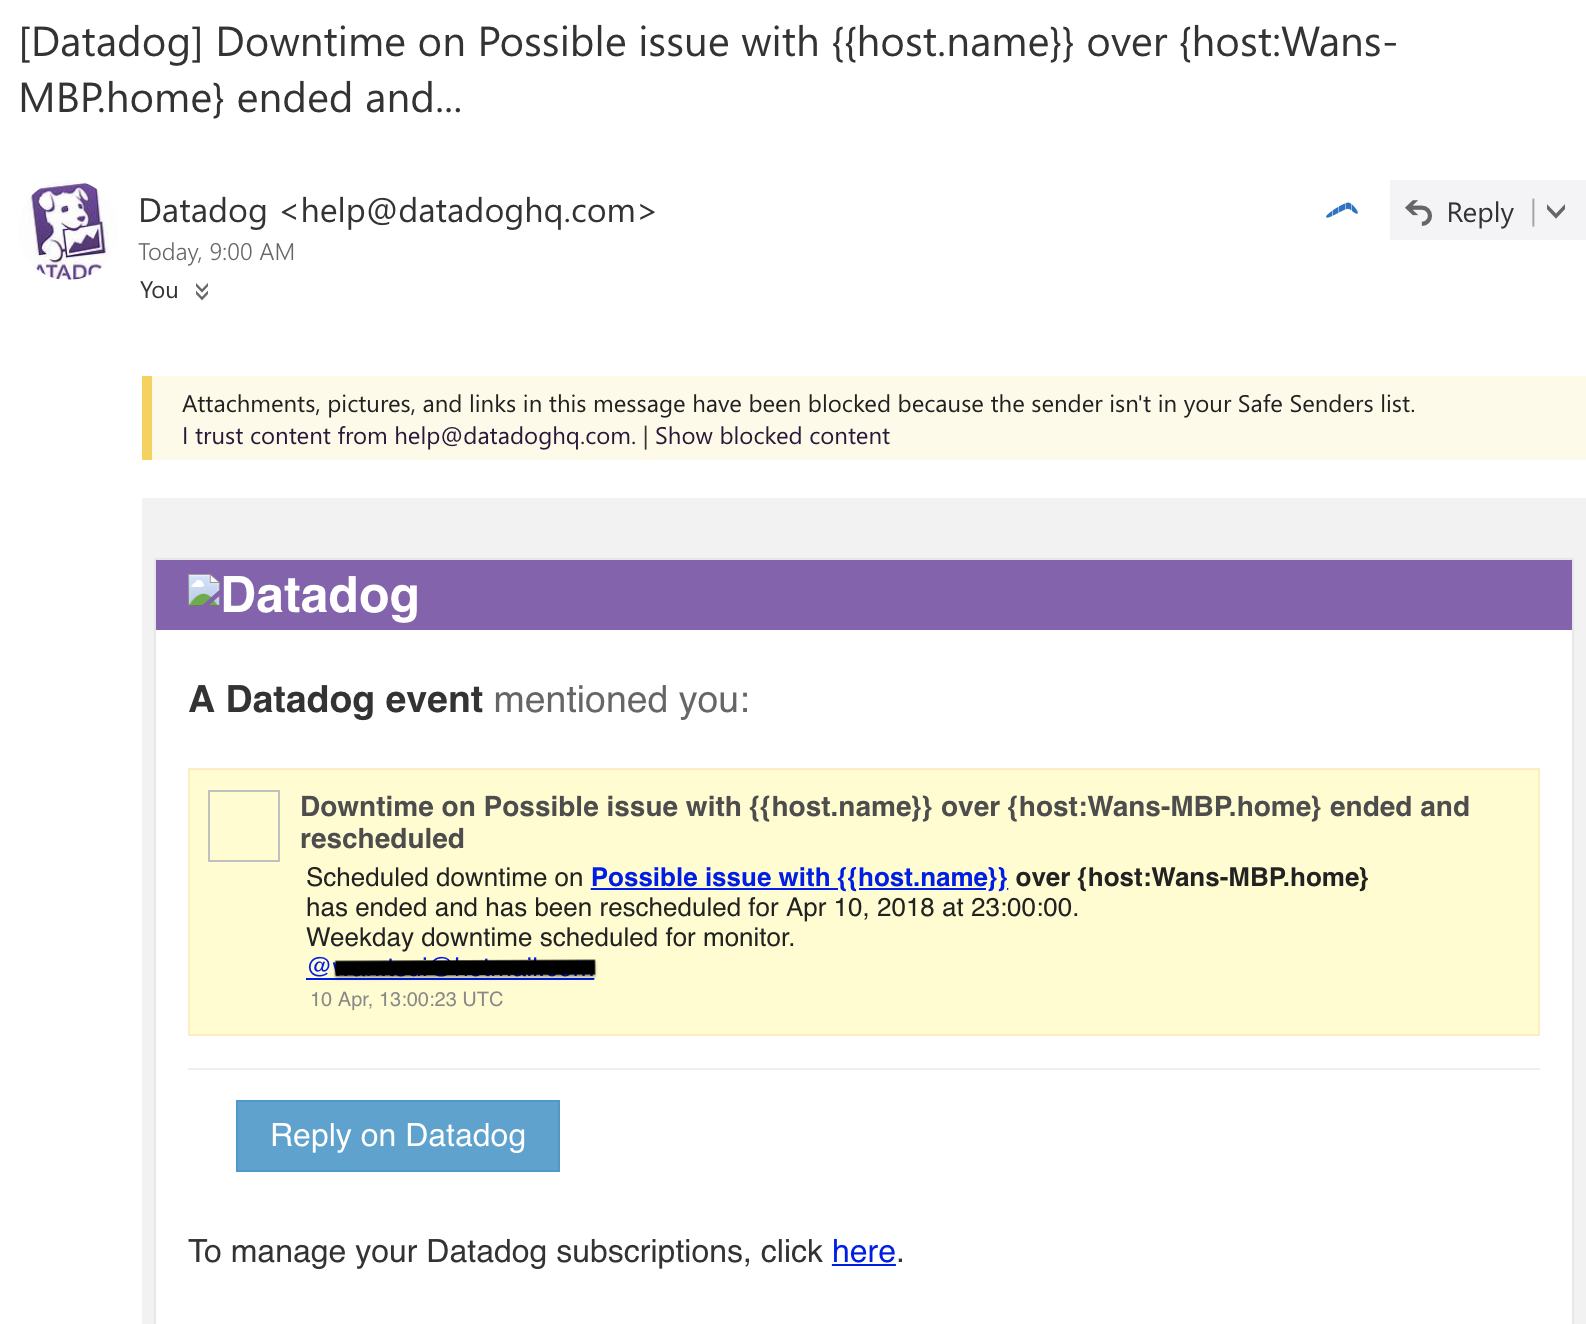 [Datadog] Downtime on Possible issue with {{host.name}} over {host:Wans-
MBP.home} ended and...
Datadog <help@datadoghq.com>
Reply
Today, 9:00 AM
You
Attachments, pictures, and links in this message have been blocked because the sender isn't in your Safe Senders list.
I trust content from help@datadoghq.com. | Show blocked content
Datadog
A Datadog event mentioned you:
Downtime on Possible issue with {{host.name}} over {host:Wans-MBP.home} ended and
rescheduled
Scheduled downtime on Possible issue with {{host.name}} over {host:Wans-MBP.home}
has ended and has been rescheduled for Apr 10, 2018 at 23:00:00.
Weekday downtime scheduled for monitor.
@
10 Apr, 13:00:23 UTC
Reply on Datadog
To manage your Datadog subscriptions, click here.